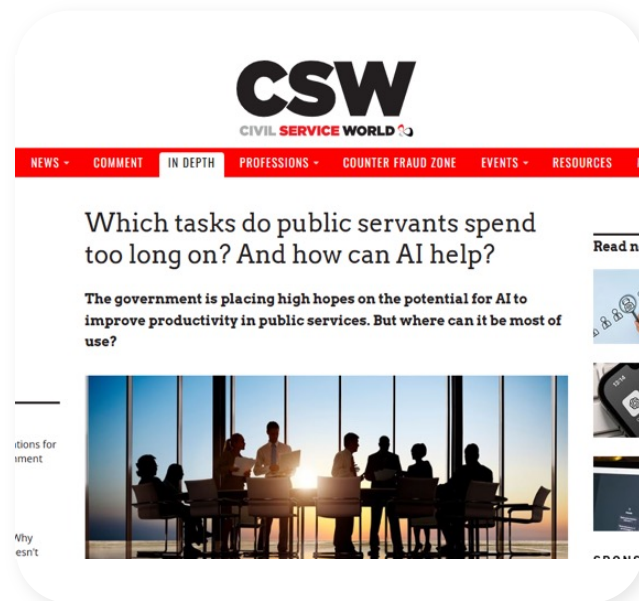 CSW
CIVIL SERVICE WORLD
NEWS COMMENT IN DEPTH PROFESSIONS COUNTER FRAUD ZONE EVENTS RESOURCES
Which tasks do public servants spend
too long on? And how can AI help?
The government is placing high hopes on the potential for AI to
improve productivity in public services. But where can it be most of
use?
Read n
ations for
nment
Why
esn't